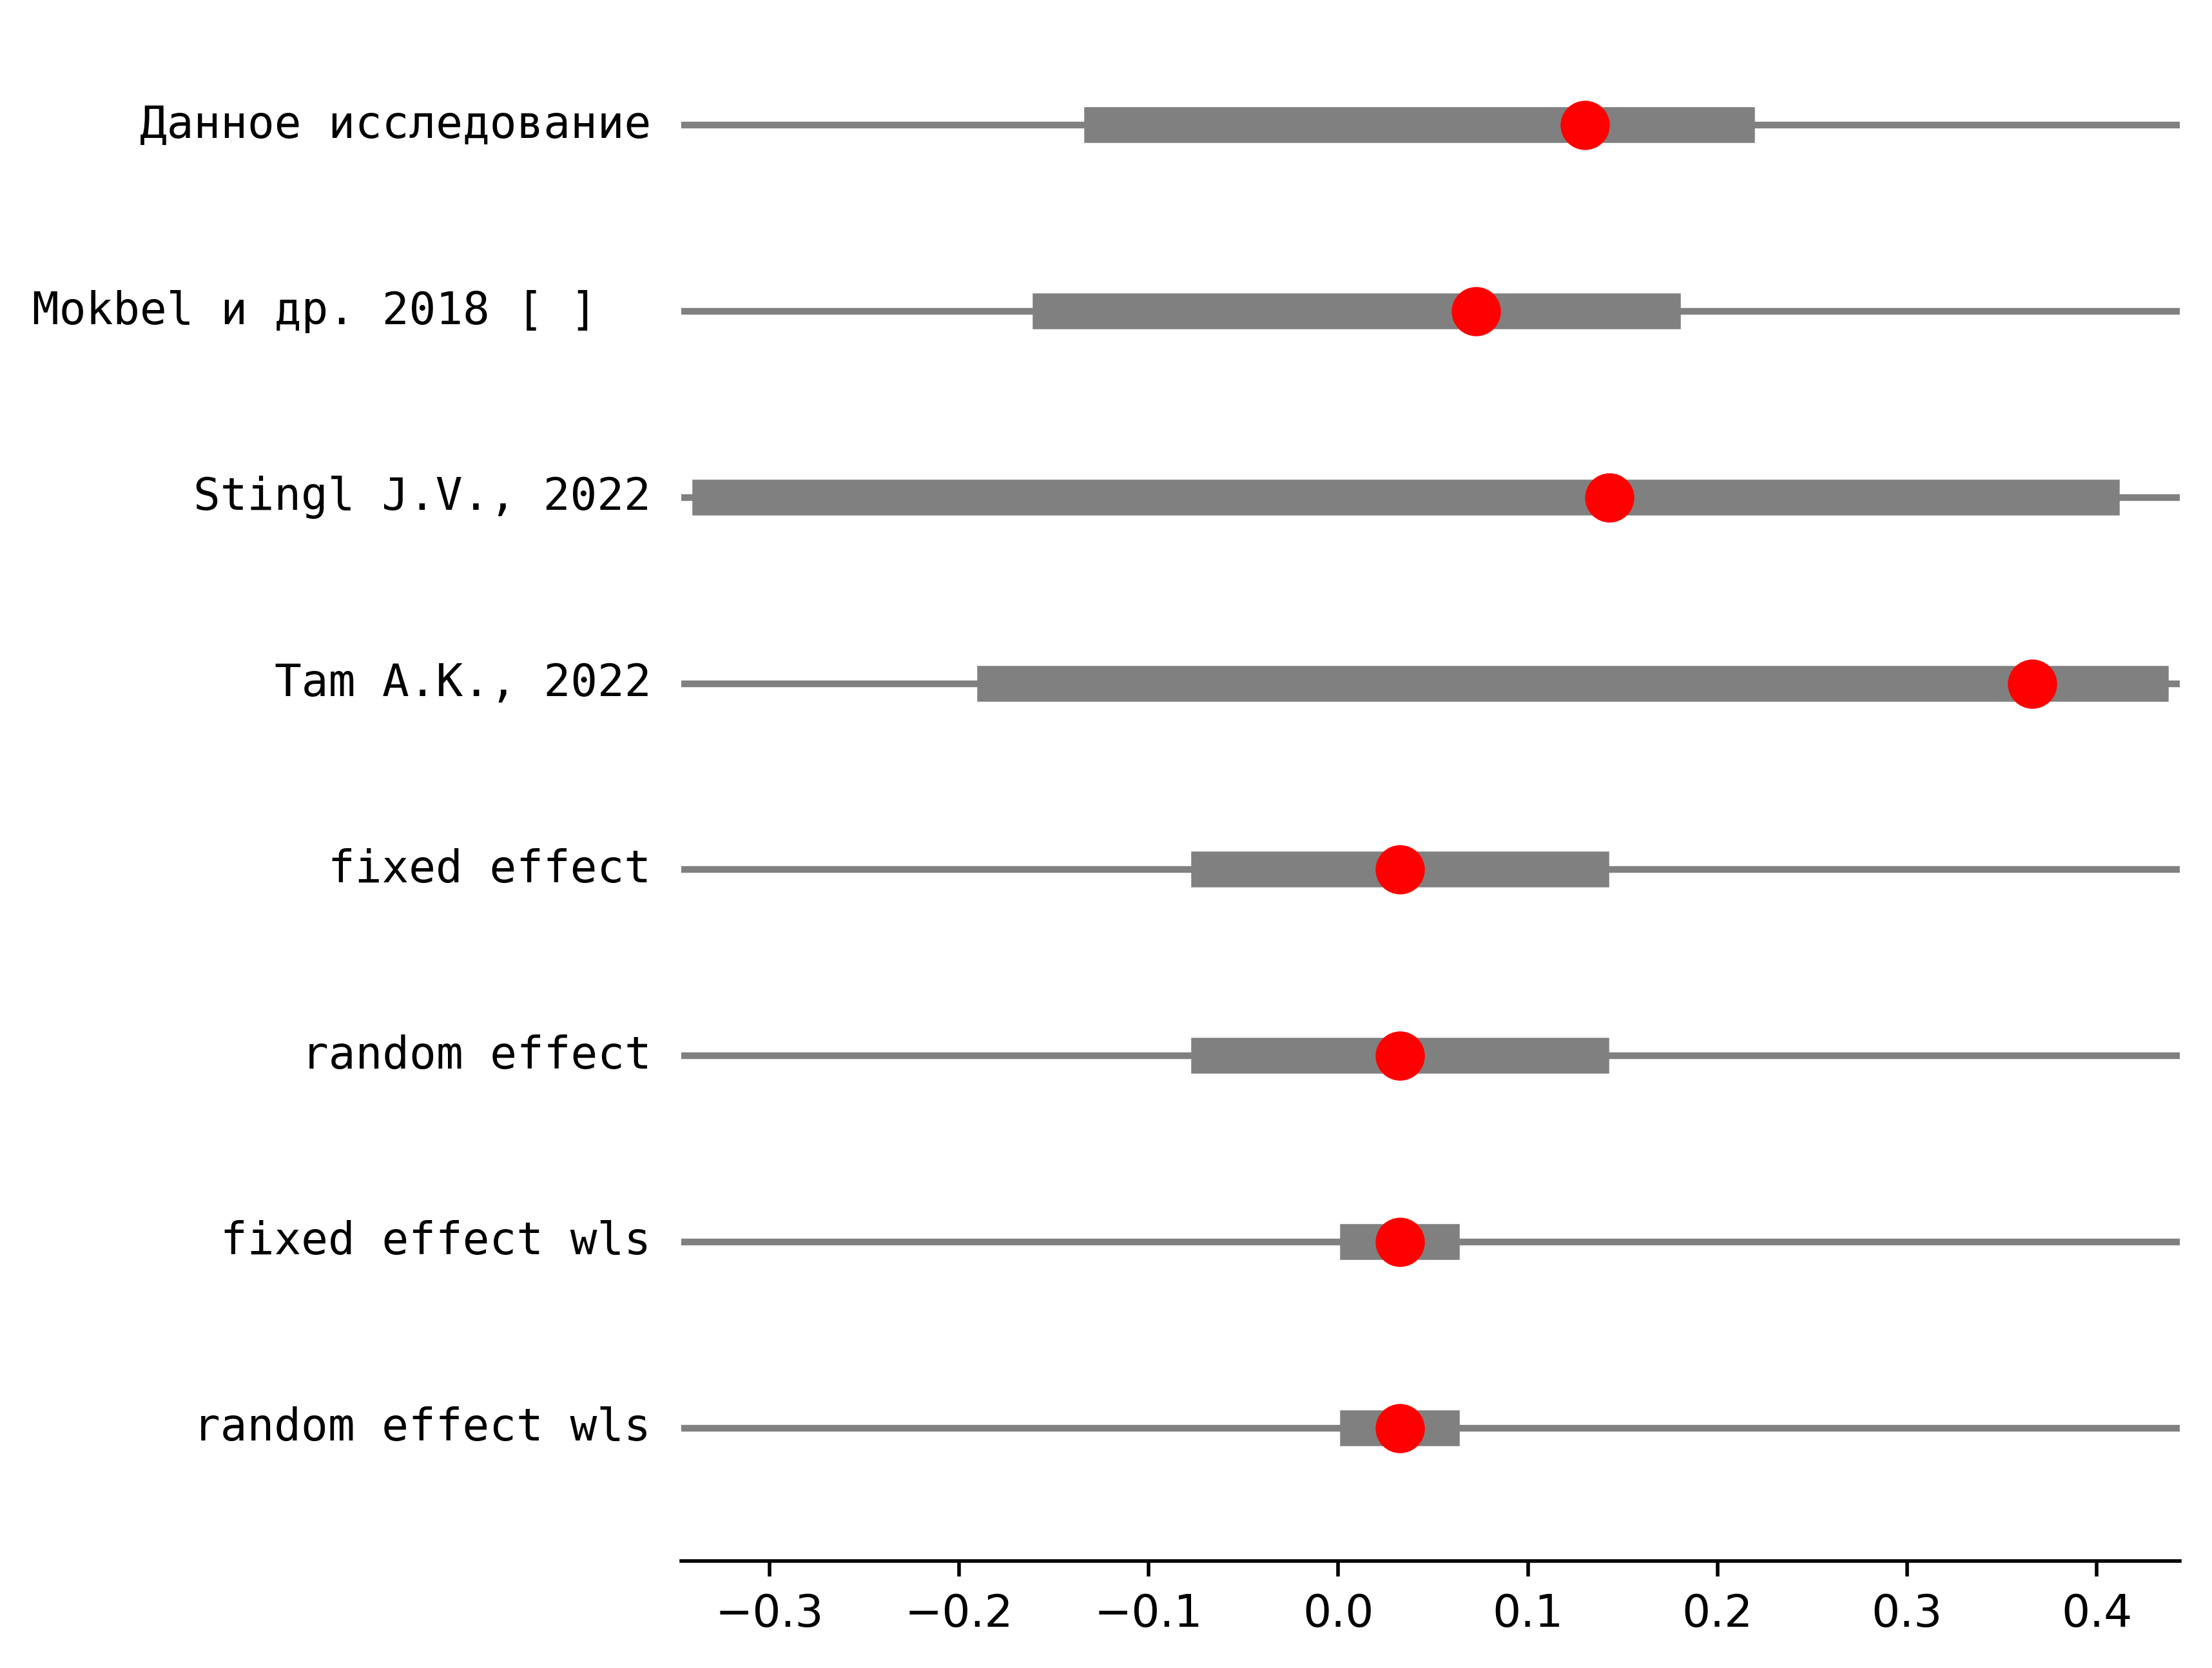 Данное исследование
Mokbel и др. 2018 [ ]
Stingl J.V., 2022
Tam A.K., 2022
fixed effect
random effect
fixed effect wls
random effect wls
−0.3 −0.2 −0.1 0.0 0.1 0.2 0.3 0.4